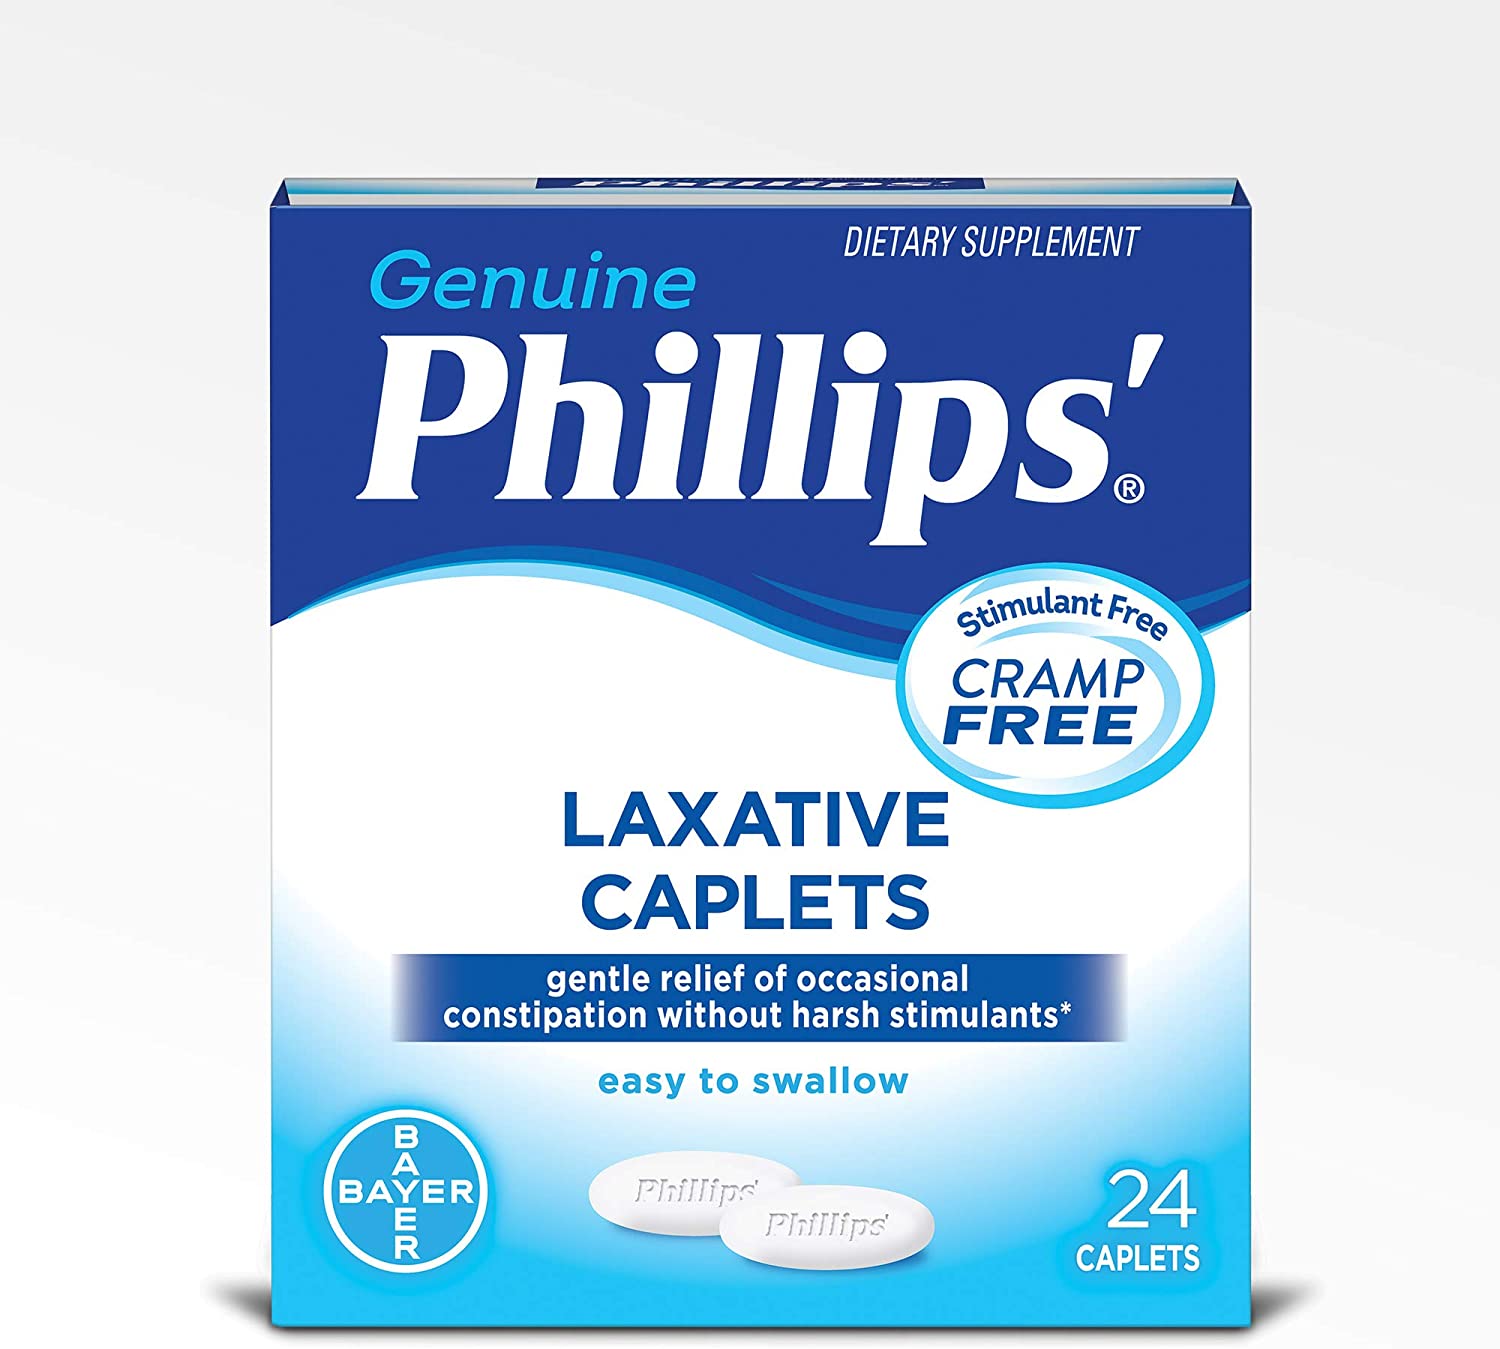 Phillips'
DIETARY SUPPLEMENT
Genuine
Phillips'®
Stimulant Free
CRAMP
FREE
LAXATIVE
CAPLETS
gentle relief of occasional
constipation without harsh stimulants*
easy to swallow
BAYER
BAYER
Phillips'
Phillips'
24
CAPLETS